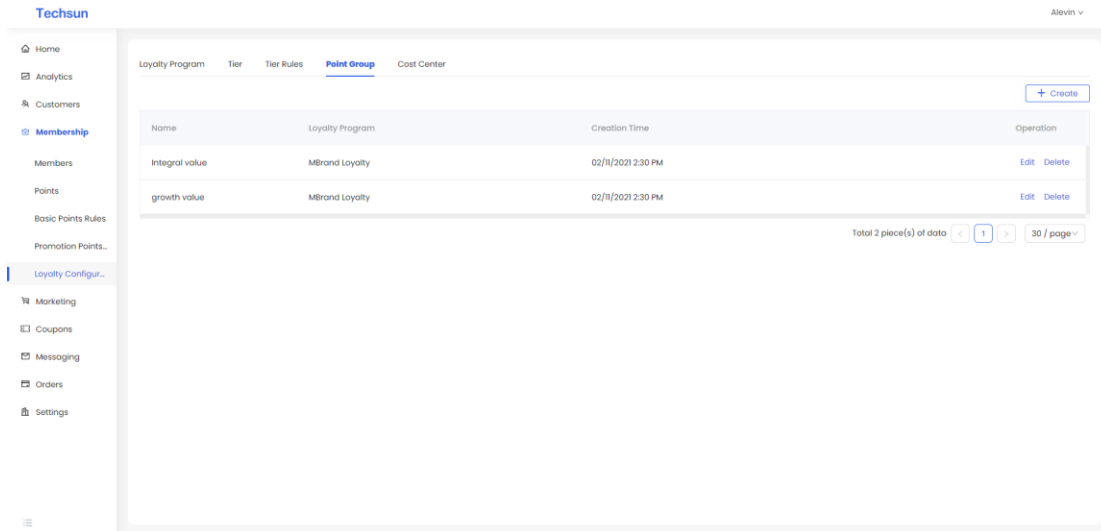 Techsun
Alevin
Home
Analytics
Customers
Membership
Members
Points
Basic Points Rules
Promotion Points...
Loyalty Configur...
Marketing
Coupons
Messaging
Orders
Settings
Loyalty Program Tier Tier Rules Point Group Cost Center
+ Create
Name Loyalty Program Creation Time Operation
Integral value MBrand Loyalty 02/11/2021 2:30 PM Edit Delete
growth value MBrand Loyalty 02/11/2021 2:30 PM Edit Delete
Total 2 piece(s) of data < 1 > 30 / page